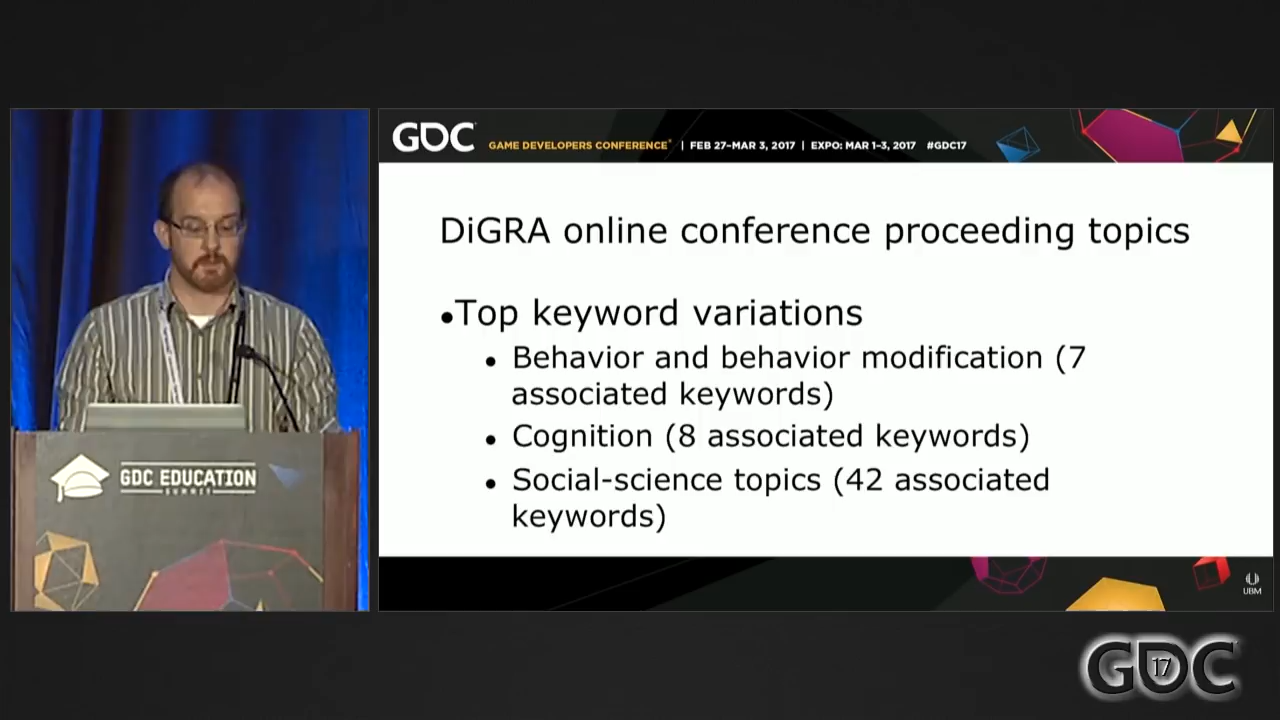 GDC
GAME DEVELOPERS CONFERENCE® | FEB 27–MAR 3, 2017 | EXPO: MAR 1–3, 2017 #GDC17
DiGRA online conference proceeding topics
•Top keyword variations
• Behavior and behavior modification (7
associated keywords)
• Cognition (8 associated keywords)
• Social-science topics (42 associated
keywords)
GDC EDUCATION
SUMMIT
UBM
GDC
17